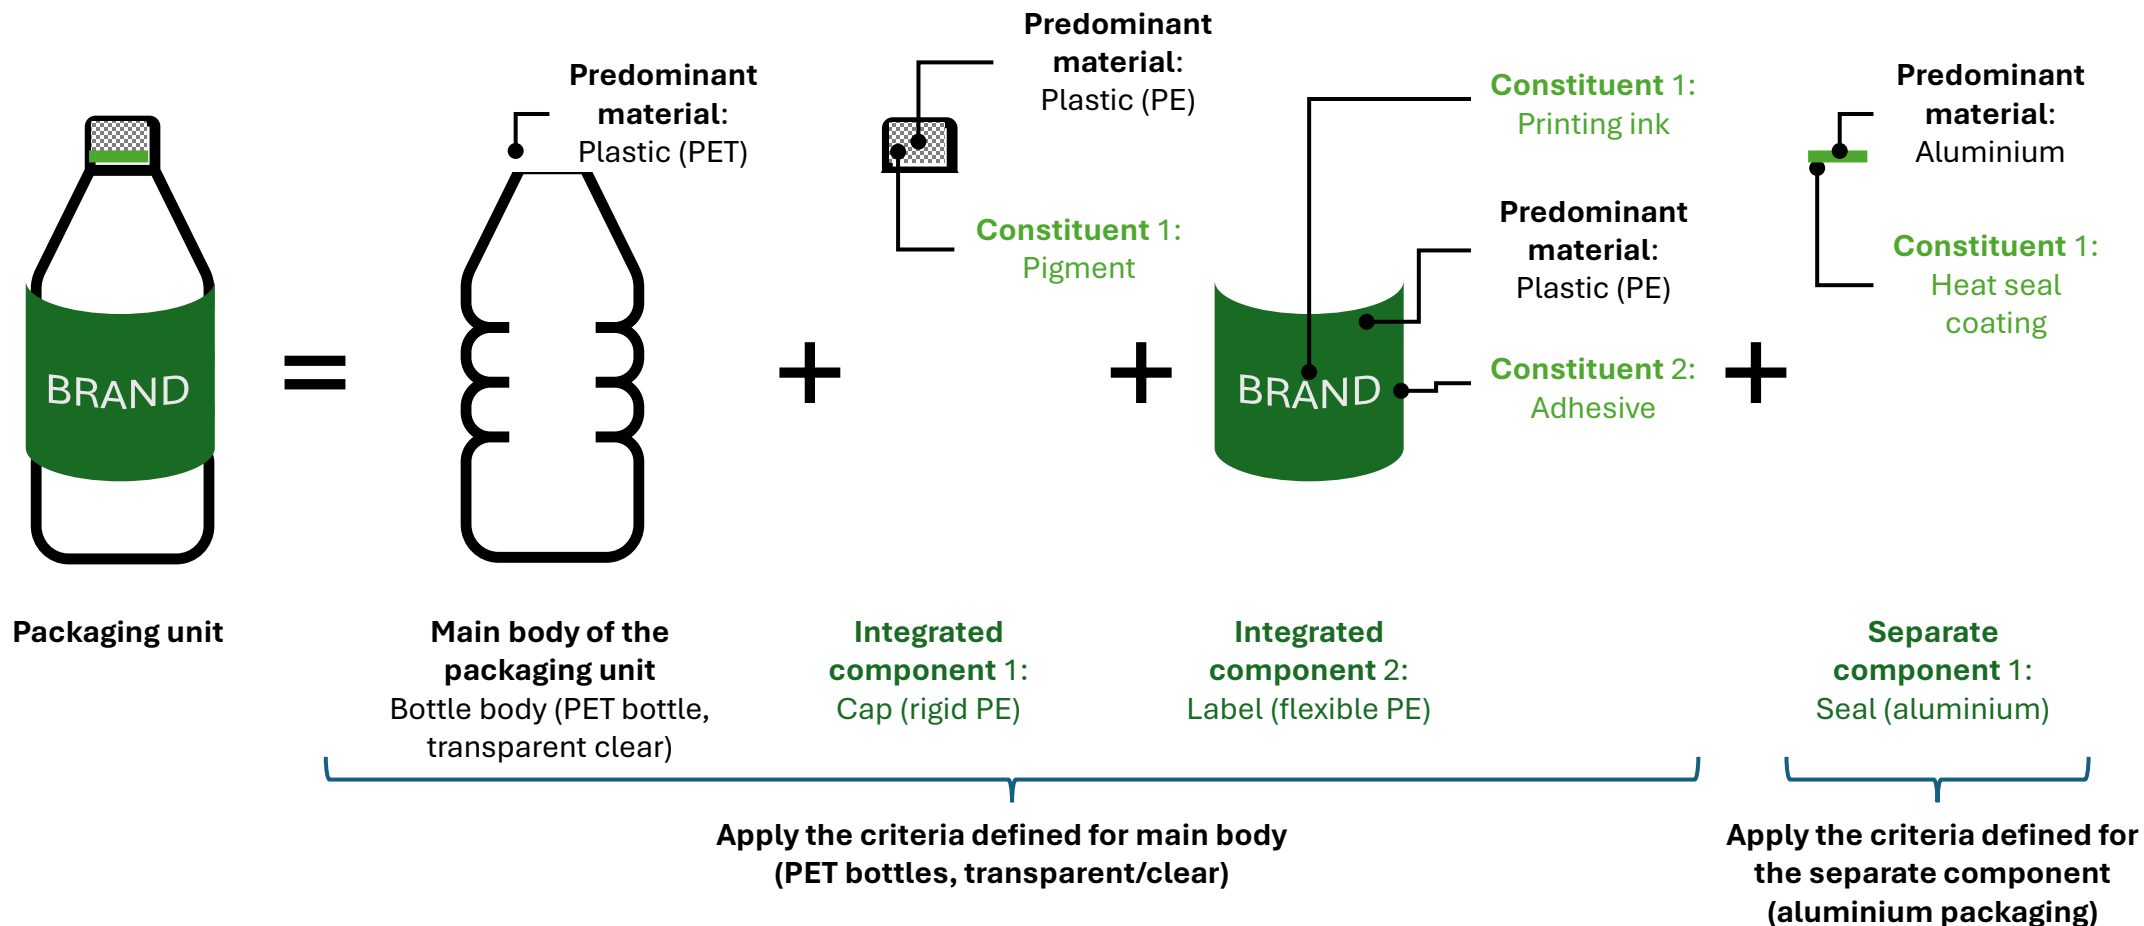 Predominant
material:
Plastic (PET)
Predominant
material:
Plastic (PE)
Constituent 1:
Pigment
Constituent 1:
Printing ink
Predominant
material:
Plastic (PE)
Constituent 2:
Adhesive
Predominant
material:
Aluminium
Constituent 1:
Heat seal
coating
BRAND
BRAND
Packaging unit
Main body of the
packaging unit
Bottle body (PET bottle,
transparent clear)
Integrated
component 1:
Cap (rigid PE)
Integrated
component 2:
Label (flexible PE)
Separate
component 1:
Seal (aluminium)
Apply the criteria defined for main body
(PET bottles, transparent/clear)
Apply the criteria defined for
the separate component
(aluminium packaging)